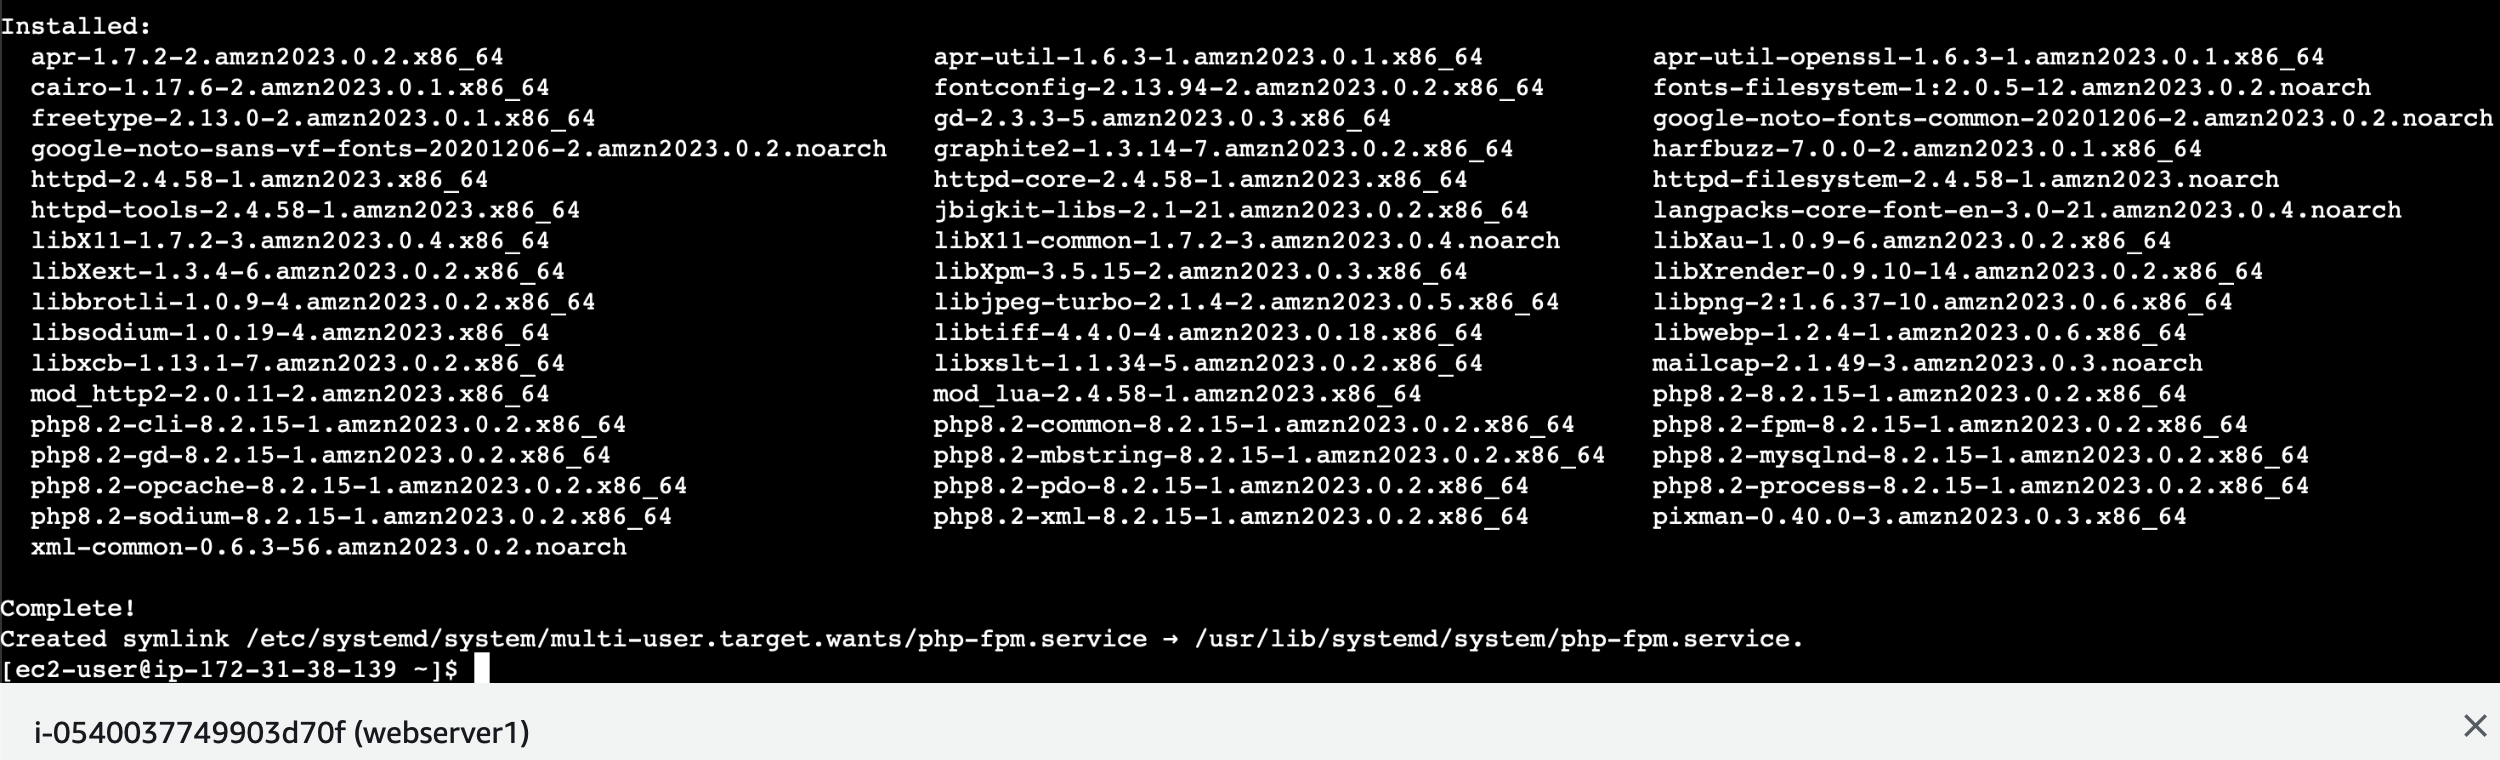 Installed:
apr-1.7.2-2.amzn2023.0.2.x86_64 apr-util-1.6.3-1.amzn2023.0.1.x86_64 apr-util-openssl-1.6.3-1.amzn2023.0.1.x86_64
cairo-1.17.6-2.amzn2023.0.1.x86_64 fontconfig-2.13.94-2.amzn2023.0.2.x86_64 fonts-filesystem-1:2.0.5-12.amzn2023.0.2.noarch
freetype-2.13.0-2.amzn2023.0.1.x86_64 gd-2.3.3-5.amzn2023.0.3.x86_64 google-noto-fonts-common-20201206-2.amzn2023.0.2.noarch
google-noto-sans-vf-fonts-20201206-2.amzn2023.0.2.noarch graphite2-1.3.14-7.amzn2023.0.2.x86_64 harfbuzz-7.0.0-2.amzn2023.0.1.x86_64
httpd-2.4.58-1.amzn2023.x86_64 httpd-core-2.4.58-1.amzn2023.x86_64 httpd-filesystem-2.4.58-1.amzn2023.noarch
httpd-tools-2.4.58-1.amzn2023.x86_64 jbigkit-libs-2.1-21.amzn2023.0.2.x86_64 langpacks-core-font-en-3.0-21.amzn2023.0.4.noarch
libX11-1.7.2-3.amzn2023.0.4.x86_64 libX11-common-1.7.2-3.amzn2023.0.4.noarch libXau-1.0.9-6.amzn2023.0.2.x86_64
libXext-1.3.4-6.amzn2023.0.2.x86_64 libXpm-3.5.15-2.amzn2023.0.3.x86_64 libXrender-0.9.10-14.amzn2023.0.2.x86_64
libbrotli-1.0.9-4.amzn2023.0.2.x86_64 libjpeg-turbo-2.1.4-2.amzn2023.0.5.x86_64 libpng-2:1.6.37-10.amzn2023.0.6.x86_64
libsodium-1.0.19-4.amzn2023.x86_64 libtiff-4.4.0-4.amzn2023.0.18.x86_64 libwebp-1.2.4-1.amzn2023.0.6.x86_64
libxcb-1.13.1-7.amzn2023.0.2.x86_64 libxslt-1.1.34-5.amzn2023.0.2.x86_64 mailcap-2.1.49-3.amzn2023.0.3.noarch
mod_http2-2.0.11-2.amzn2023.x86_64 mod_lua-2.4.58-1.amzn2023.x86_64 php8.2-8.2.15-1.amzn2023.0.2.x86_64
php8.2-cli-8.2.15-1.amzn2023.0.2.x86_64 php8.2-common-8.2.15-1.amzn2023.0.2.x86_64 php8.2-fpm-8.2.15-1.amzn2023.0.2.x86_64
php8.2-gd-8.2.15-1.amzn2023.0.2.x86_64 php8.2-mbstring-8.2.15-1.amzn2023.0.2.x86_64 php8.2-mysqlnd-8.2.15-1.amzn2023.0.2.x86_64
php8.2-opcache-8.2.15-1.amzn2023.0.2.x86_64 php8.2-pdo-8.2.15-1.amzn2023.0.2.x86_64 php8.2-process-8.2.15-1.amzn2023.0.2.x86_64
php8.2-sodium-8.2.15-1.amzn2023.0.2.x86_64 php8.2-xml-8.2.15-1.amzn2023.0.2.x86_64 pixman-0.40.0-3.amzn2023.0.3.x86_64
xml-common-0.6.3-56.amzn2023.0.2.noarch
Complete!
Created symlink /etc/systemd/system/multi-user.target.wants/php-fpm.service → /usr/lib/systemd/system/php-fpm.service.
[ec2-user@ip-172-31-38-139 ~]$
i-0540037749903d70f (webserver1)